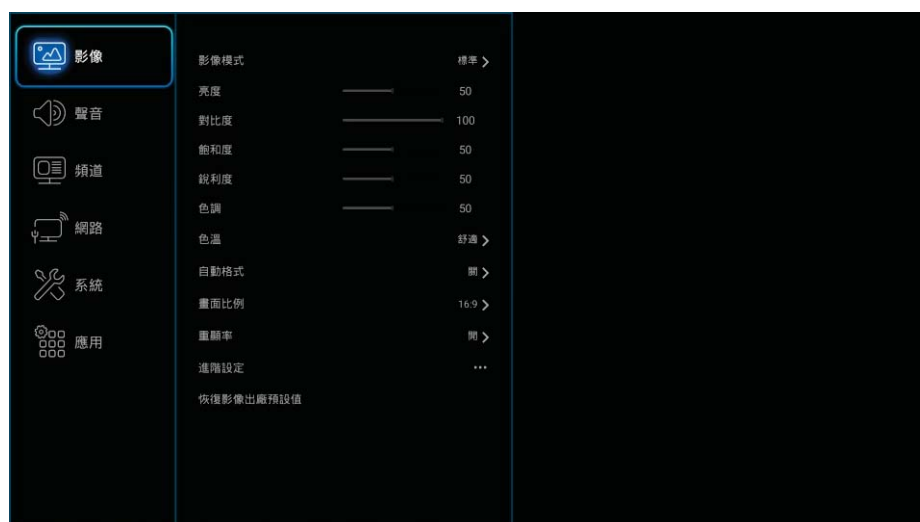 影像
聲音
頻道
網路
系統
應用
影像模式 標準
亮度 50
對比度 100
飽和度 50
銳利度 50
色調 50
色溫 舒適
自動格式 關
畫面比例 16:9
重顯率 開
進階設定 •••
恢復影像出廠預設值